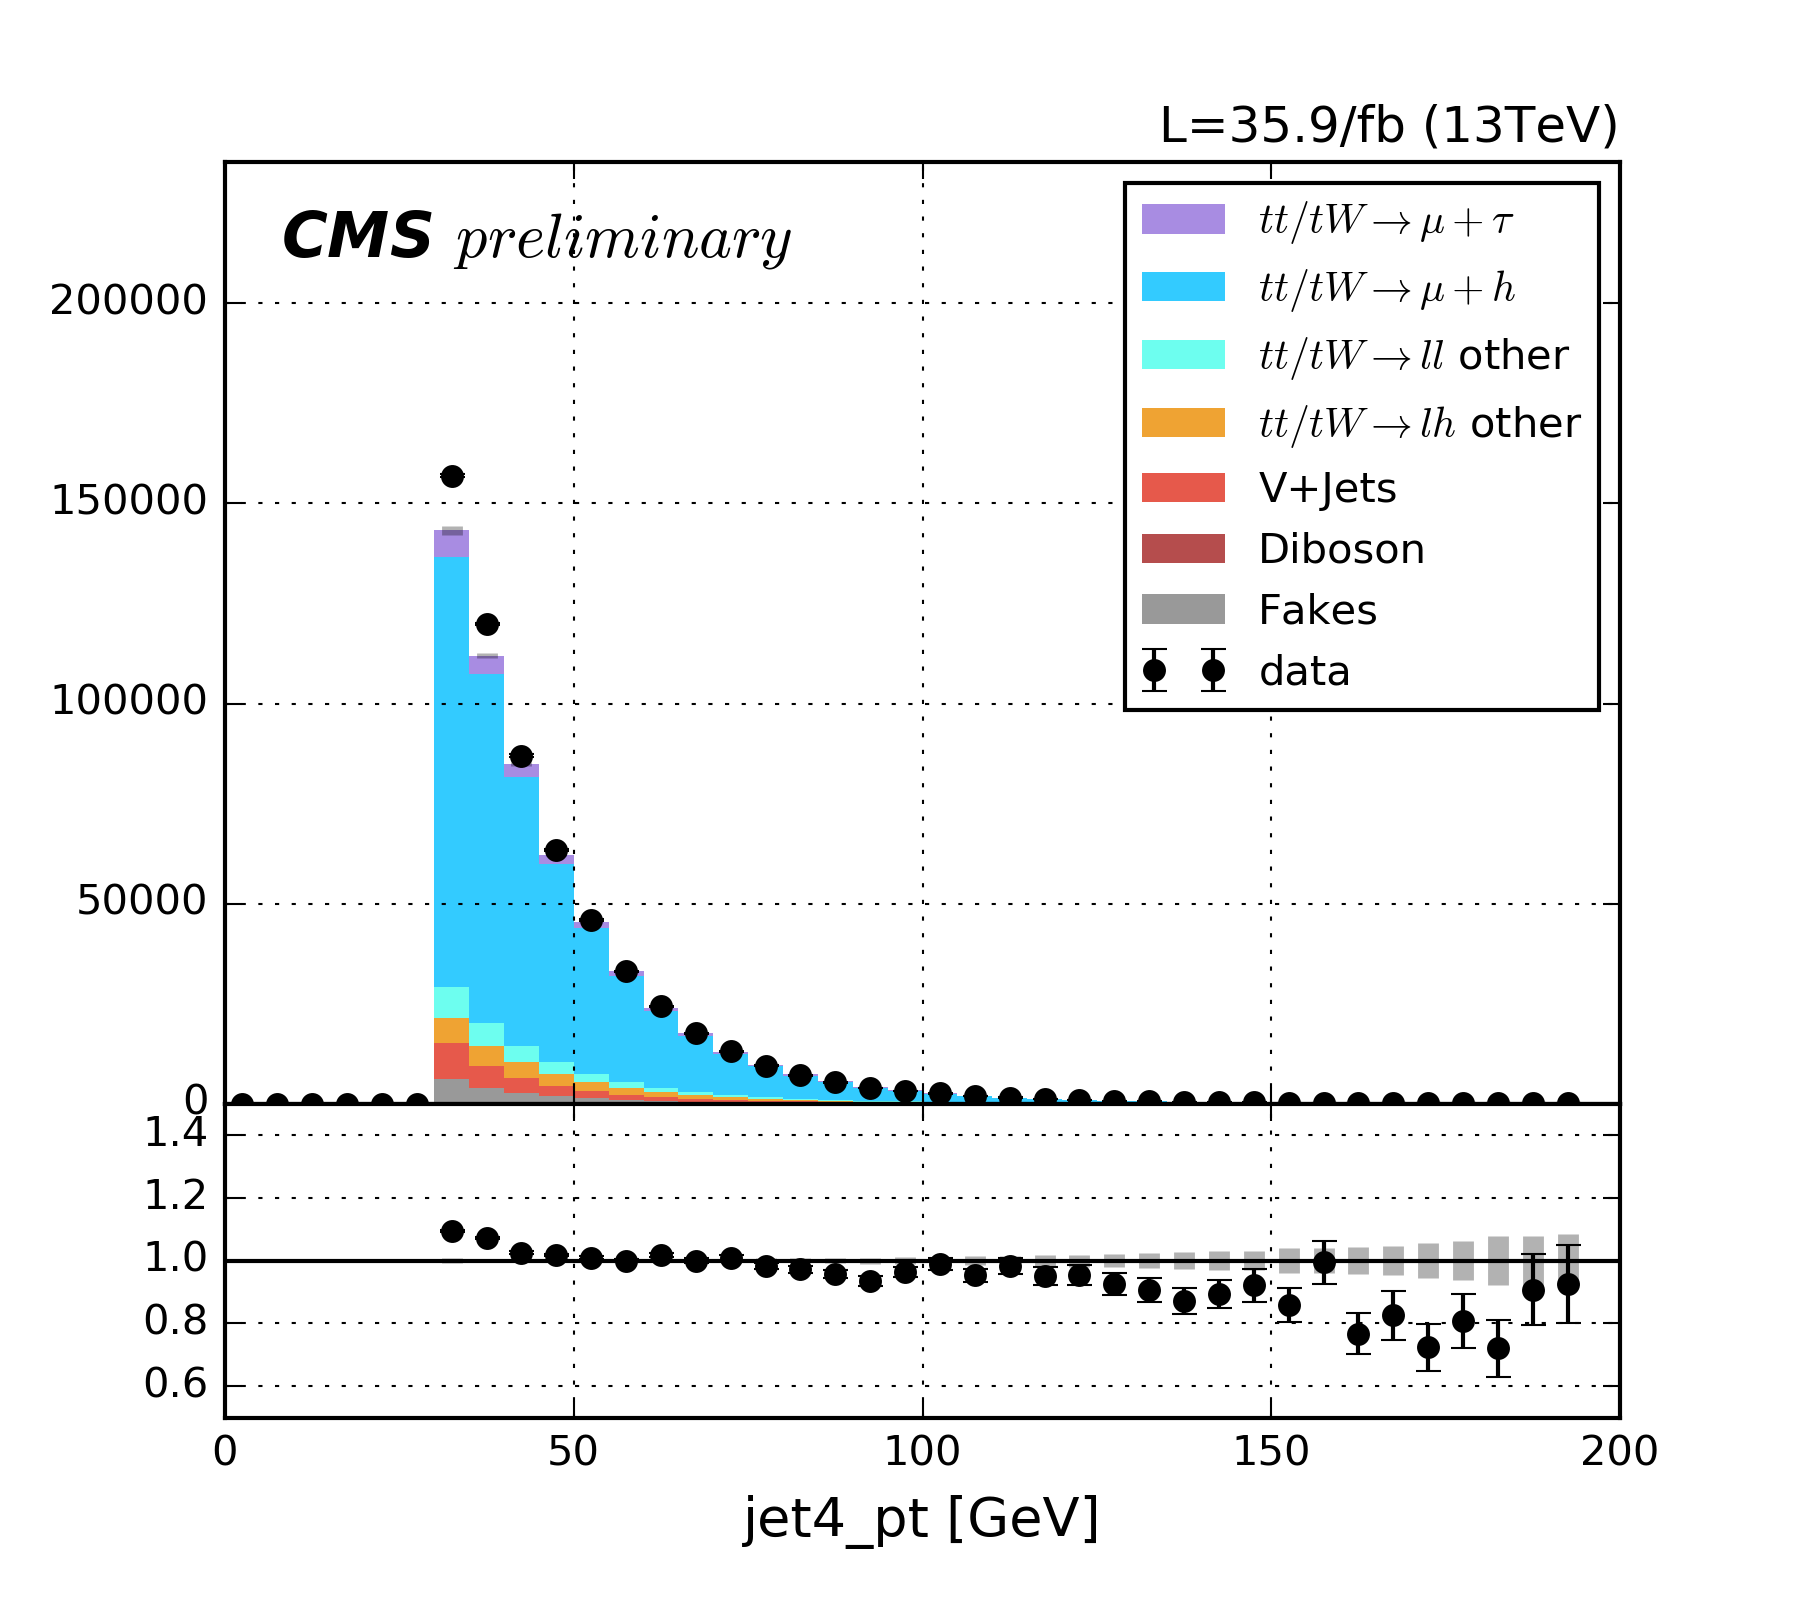 L=35.9/fb (13TeV)
CMS preliminary
tt/tW→μ+τ
tt/tW→μ+h
tt/tW→ll other
tt/tW→lh other
V+Jets
Diboson
Fakes
data
200000
150000
100000
50000
0
1.4
1.2
1.0
0.8
0.6
0 50 100 150 200
jet4_pt [GeV]